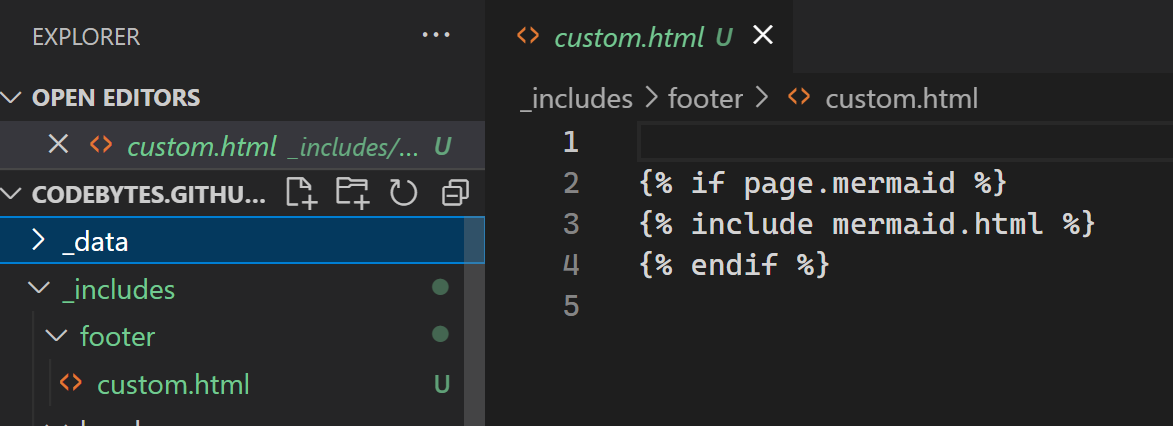 EXPLORER ...
OPEN EDITORS
custom.html _includes/... U
CODEBYTES.GITHU...
_data
_includes
footer
custom.html U
custom.html U
_includes > footer > custom.html
1
2 {% if page.mermaid %}
3 {% include mermaid.html %}
4 {% endif %}
5